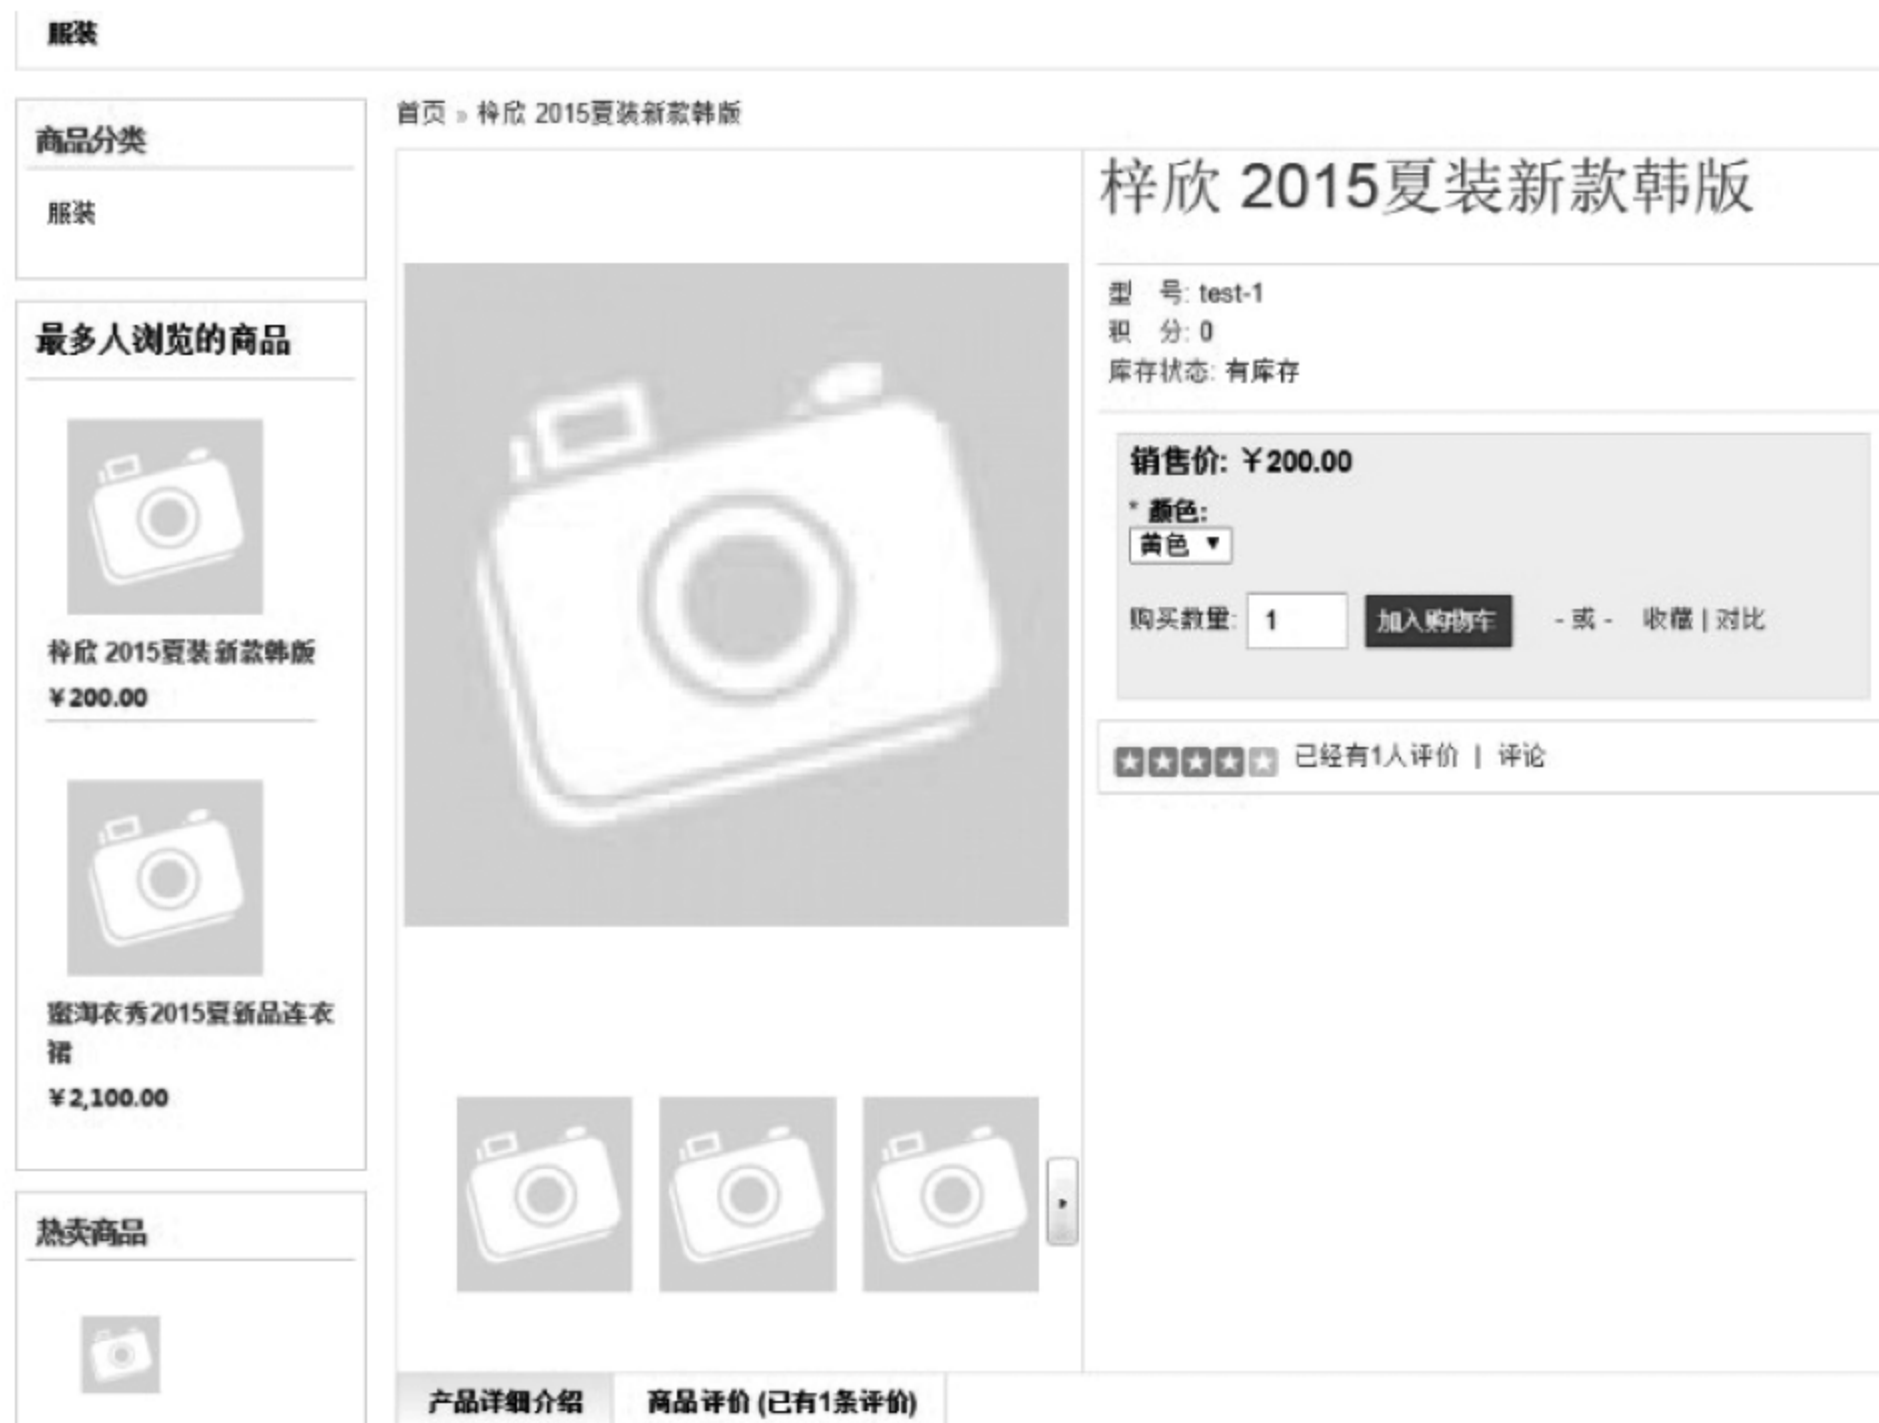 服装
商品分类
服装
最多人浏览的商品
梓欣 2015夏装新款韩版
￥200.00
蜜淘衣秀2015夏新品连衣
裙
￥2,100.00
热卖商品
首页 » 梓欣 2015夏装新款韩版
梓欣 2015夏装新款韩版
型 号: test-1
积 分: 0
库存状态: 有库存
销售价: ￥200.00
* 颜色:
黄色 ▼
购买数量: 1 加入购物车 - 或 - 收藏 | 对比
已经有1人评价 | 评论
产品详细介绍 商品评价 (已有1条评价)